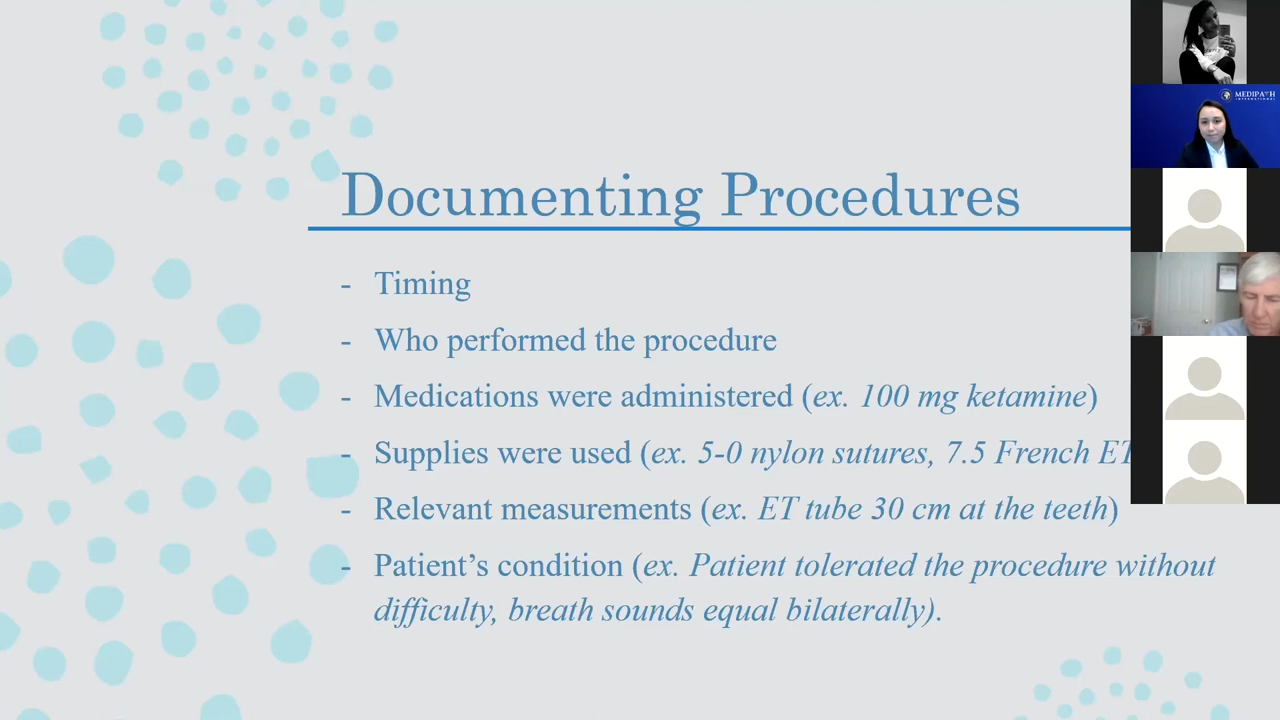 MEDIPATH
INTERNATIONAL
Documenting Procedures
- Timing
- Who performed the procedure
- Medications were administered (ex. 100 mg ketamine)
- Supplies were used (ex. 5-0 nylon sutures, 7.5 French ET
- Relevant measurements (ex. ET tube 30 cm at the teeth)
- Patient’s condition (ex. Patient tolerated the procedure without
difficulty, breath sounds equal bilaterally).